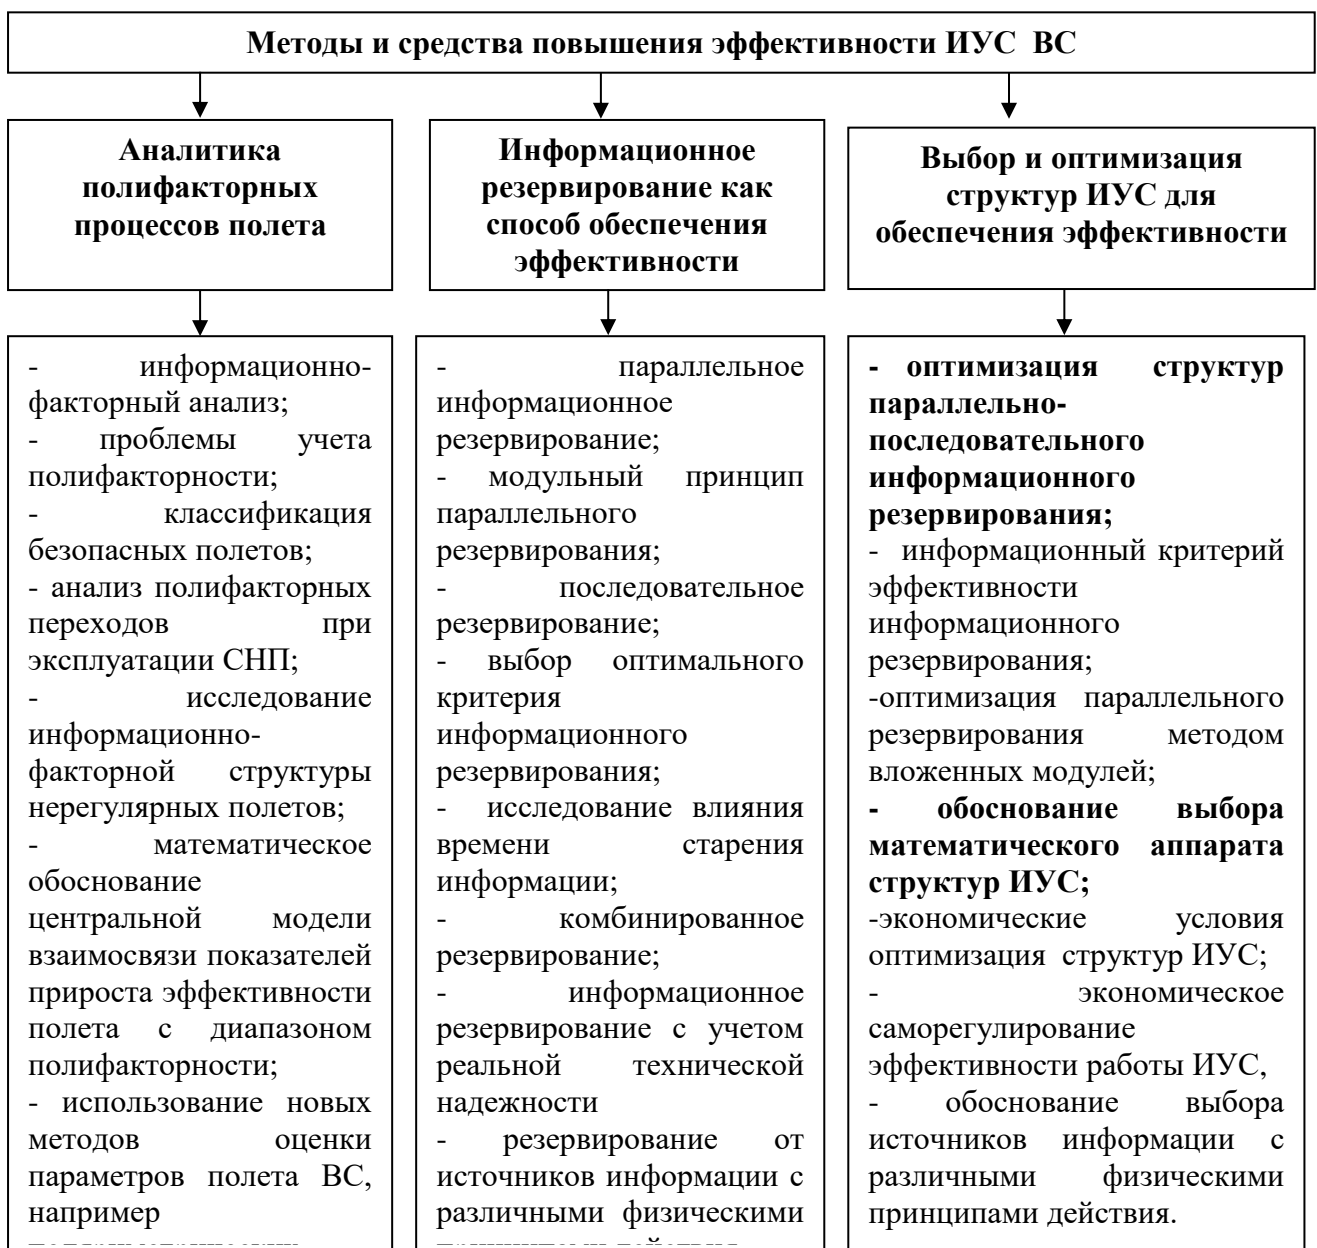 Методы и средства повышения эффективности ИУС ВС
Аналитика
полифакторных
процессов полета
Информационное
резервирование как
способ обеспечения
эффективности
Выбор и оптимизация
структур ИУС для
обеспечения эффективности
- информационно-
факторный анализ;
- проблемы учета
полифакторности;
- классификация
безопасных полетов;
- анализ полифакторных
переходов при
эксплуатации СНП;
- исследование
информационно-
факторной структуры
нерегулярных полетов;
- математическое
обоснование
центральной модели
взаимосвязи показателей
прироста эффективности
полета с диапазоном
полифакторности;
- использование новых
методов оценки
параметров полета ВС,
например
- параллельное
информационное
резервирование;
- модульный принцип
параллельного
резервирования;
- последовательное
резервирование;
- выбор оптимального
критерия
информационного
резервирования;
- исследование влияния
времени старения
информации;
- комбинированное
резервирование;
- информационное
резервирование с учетом
реальной технической
надежности
- резервирование от
источников информации с
различными физическими
- оптимизация структур
параллельно-
последовательного
информационного
резервирования;
- информационный критерий
эффективности
информационного
резервирования;
-оптимизация параллельного
резервирования методом
вложенных модулей;
- обоснование выбора
математического аппарата
структур ИУС;
-экономические условия
оптимизация структур ИУС;
- экономическое
саморегулирование
эффективности работы ИУС,
- обоснование выбора
источников информации с
различными физическими
принципами действия.